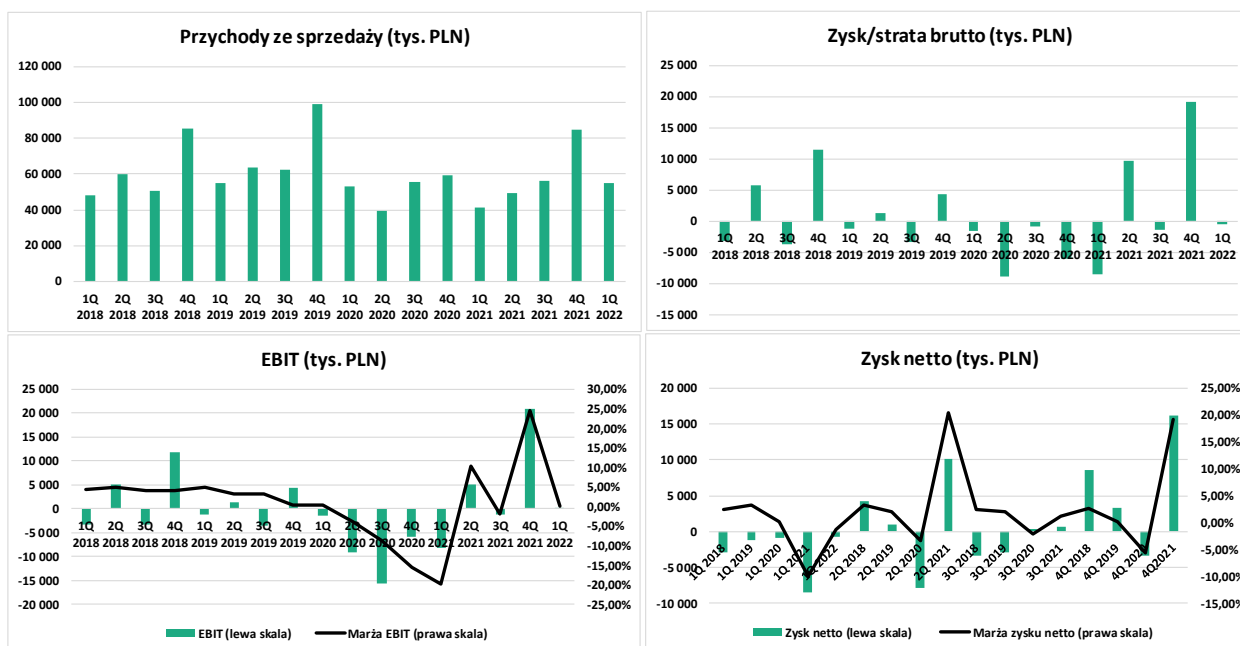 Przychody ze sprzedaży (tys. PLN)
120 000
100 000
80 000
60 000
40 000
20 000
0
1Q 2Q 3Q 4Q 1Q 2Q 3Q 4Q 1Q 2Q 3Q 4Q 1Q 2Q 3Q 4Q 1Q
2018 2018 2018 2018 2019 2019 2019 2019 2020 2020 2020 2020 2021 2021 2021 2021 2022
Zysk/strata brutto (tys. PLN)
25 000
20 000
15 000
10 000
5 000
0
-5 000
-10 000
-15 000
1Q 2Q 3Q 4Q 1Q 2Q 3Q 4Q 1Q 2Q 3Q 4Q 1Q 2Q 3Q 4Q 1Q
2018 2018 2018 2018 2019 2019 2019 2019 2020 2020 2020 2020 2021 2021 2021 2021 2022
EBIT (tys. PLN)
25 000
20 000
15 000
10 000
5 000
0
-5 000
-10 000
-15 000
-20 000
30,00%
25,00%
20,00%
15,00%
10,00%
5,00%
0,00%
-5,00%
-10,00%
-15,00%
-20,00%
-25,00%
1Q 2Q 3Q 4Q 1Q 2Q 3Q 4Q 1Q 2Q 3Q 4Q 1Q 2Q 3Q 4Q 1Q
2018 2018 2018 2018 2019 2019 2019 2019 2020 2020 2020 2020 2021 2021 2021 2021 2022
EBIT (lewa skala) Marża EBIT (prawa skala)
Zysk netto (tys. PLN)
20 000
15 000
10 000
5 000
0
-5 000
-10 000
25,00%
20,00%
15,00%
10,00%
5,00%
0,00%
-5,00%
-10,00%
-15,00%
1Q 2018
1Q 2019
1Q 2020
1Q 2021
1Q 2022
2Q 2018
2Q 2019
2Q 2020
2Q 2021
3Q 2018
3Q 2019
3Q 2020
3Q 2021
4Q 2018
4Q 2019
4Q 2020
4Q2021
Zysk netto (lewa skala) Marża zysku netto (prawa skala)